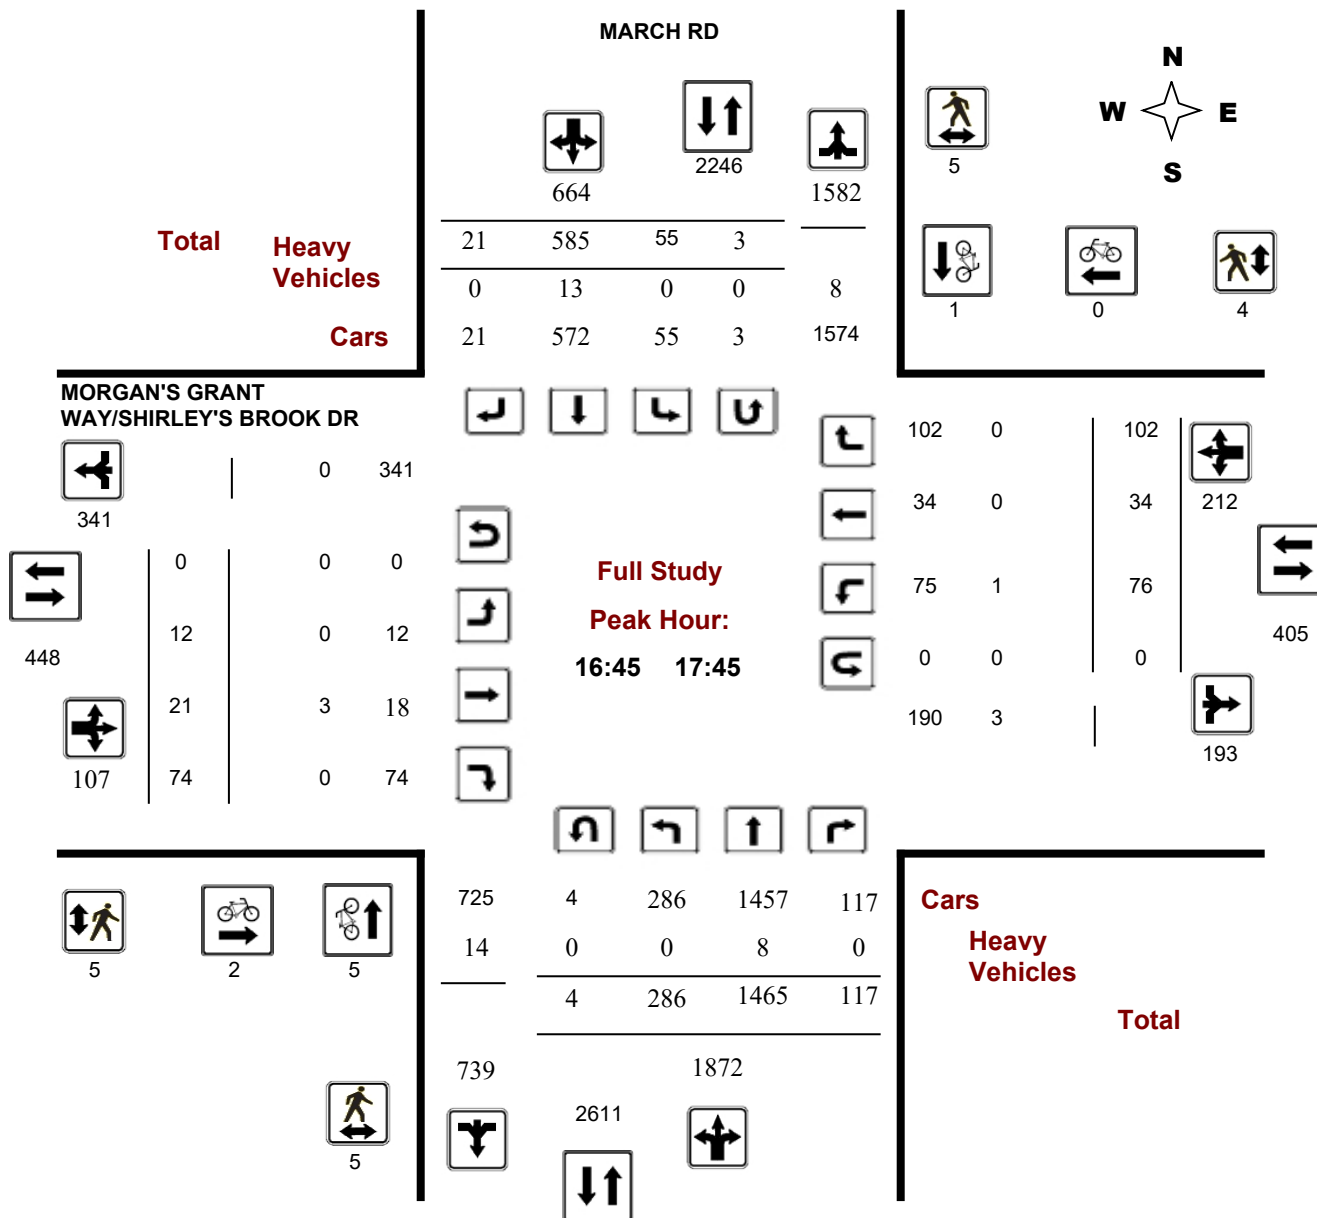 MARCH RD
N
W E
S
2246
5
664 1582
Total Heavy Vehicles
21 585 55 3
0 13 0 0 8
1 0 4
Cars 21 572 55 3 1574
MORGAN'S GRANT
WAY/SHIRLEY'S BROOK DR
102 0 102
0 341
341
34 0 34 212
0 0 0
Full Study
75 1 76
Peak Hour:
12 0 12
405
448
16:45 17:45
0 0 0
21 3 18
190 3
193
107 74 0 74
725 4 286 1457 117 Cars
14 0 0 8 0 Heavy
Vehicles
5 2 5
4 286 1465 117
Total
739 1872
2611
5